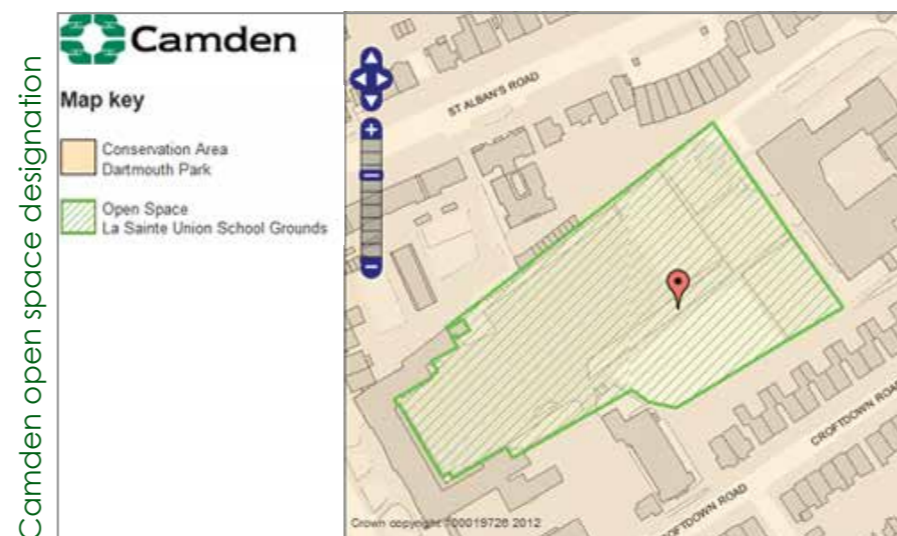 Camden open space designation
Camden
Map key
Conservation Area
Dartmouth Park
Open Space
La Sainte Union School Grounds
ST ALBAN'S ROAD
CROFTDOWN ROAD
CROFTDOWN ROAD
Crown copyright 100019726 2012